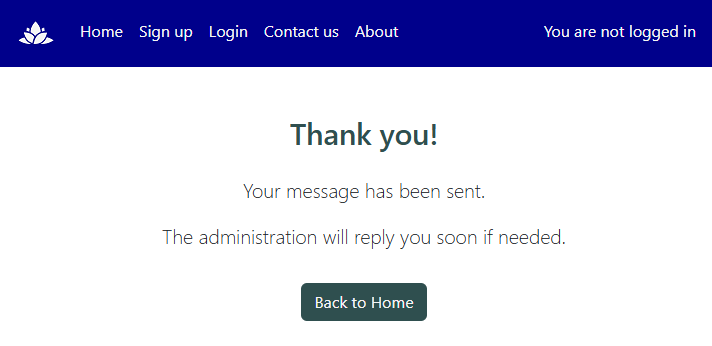 Home Sign up Login Contact us About You are not logged in
Thank you!
Your message has been sent.
The administration will reply you soon if needed.
Back to Home